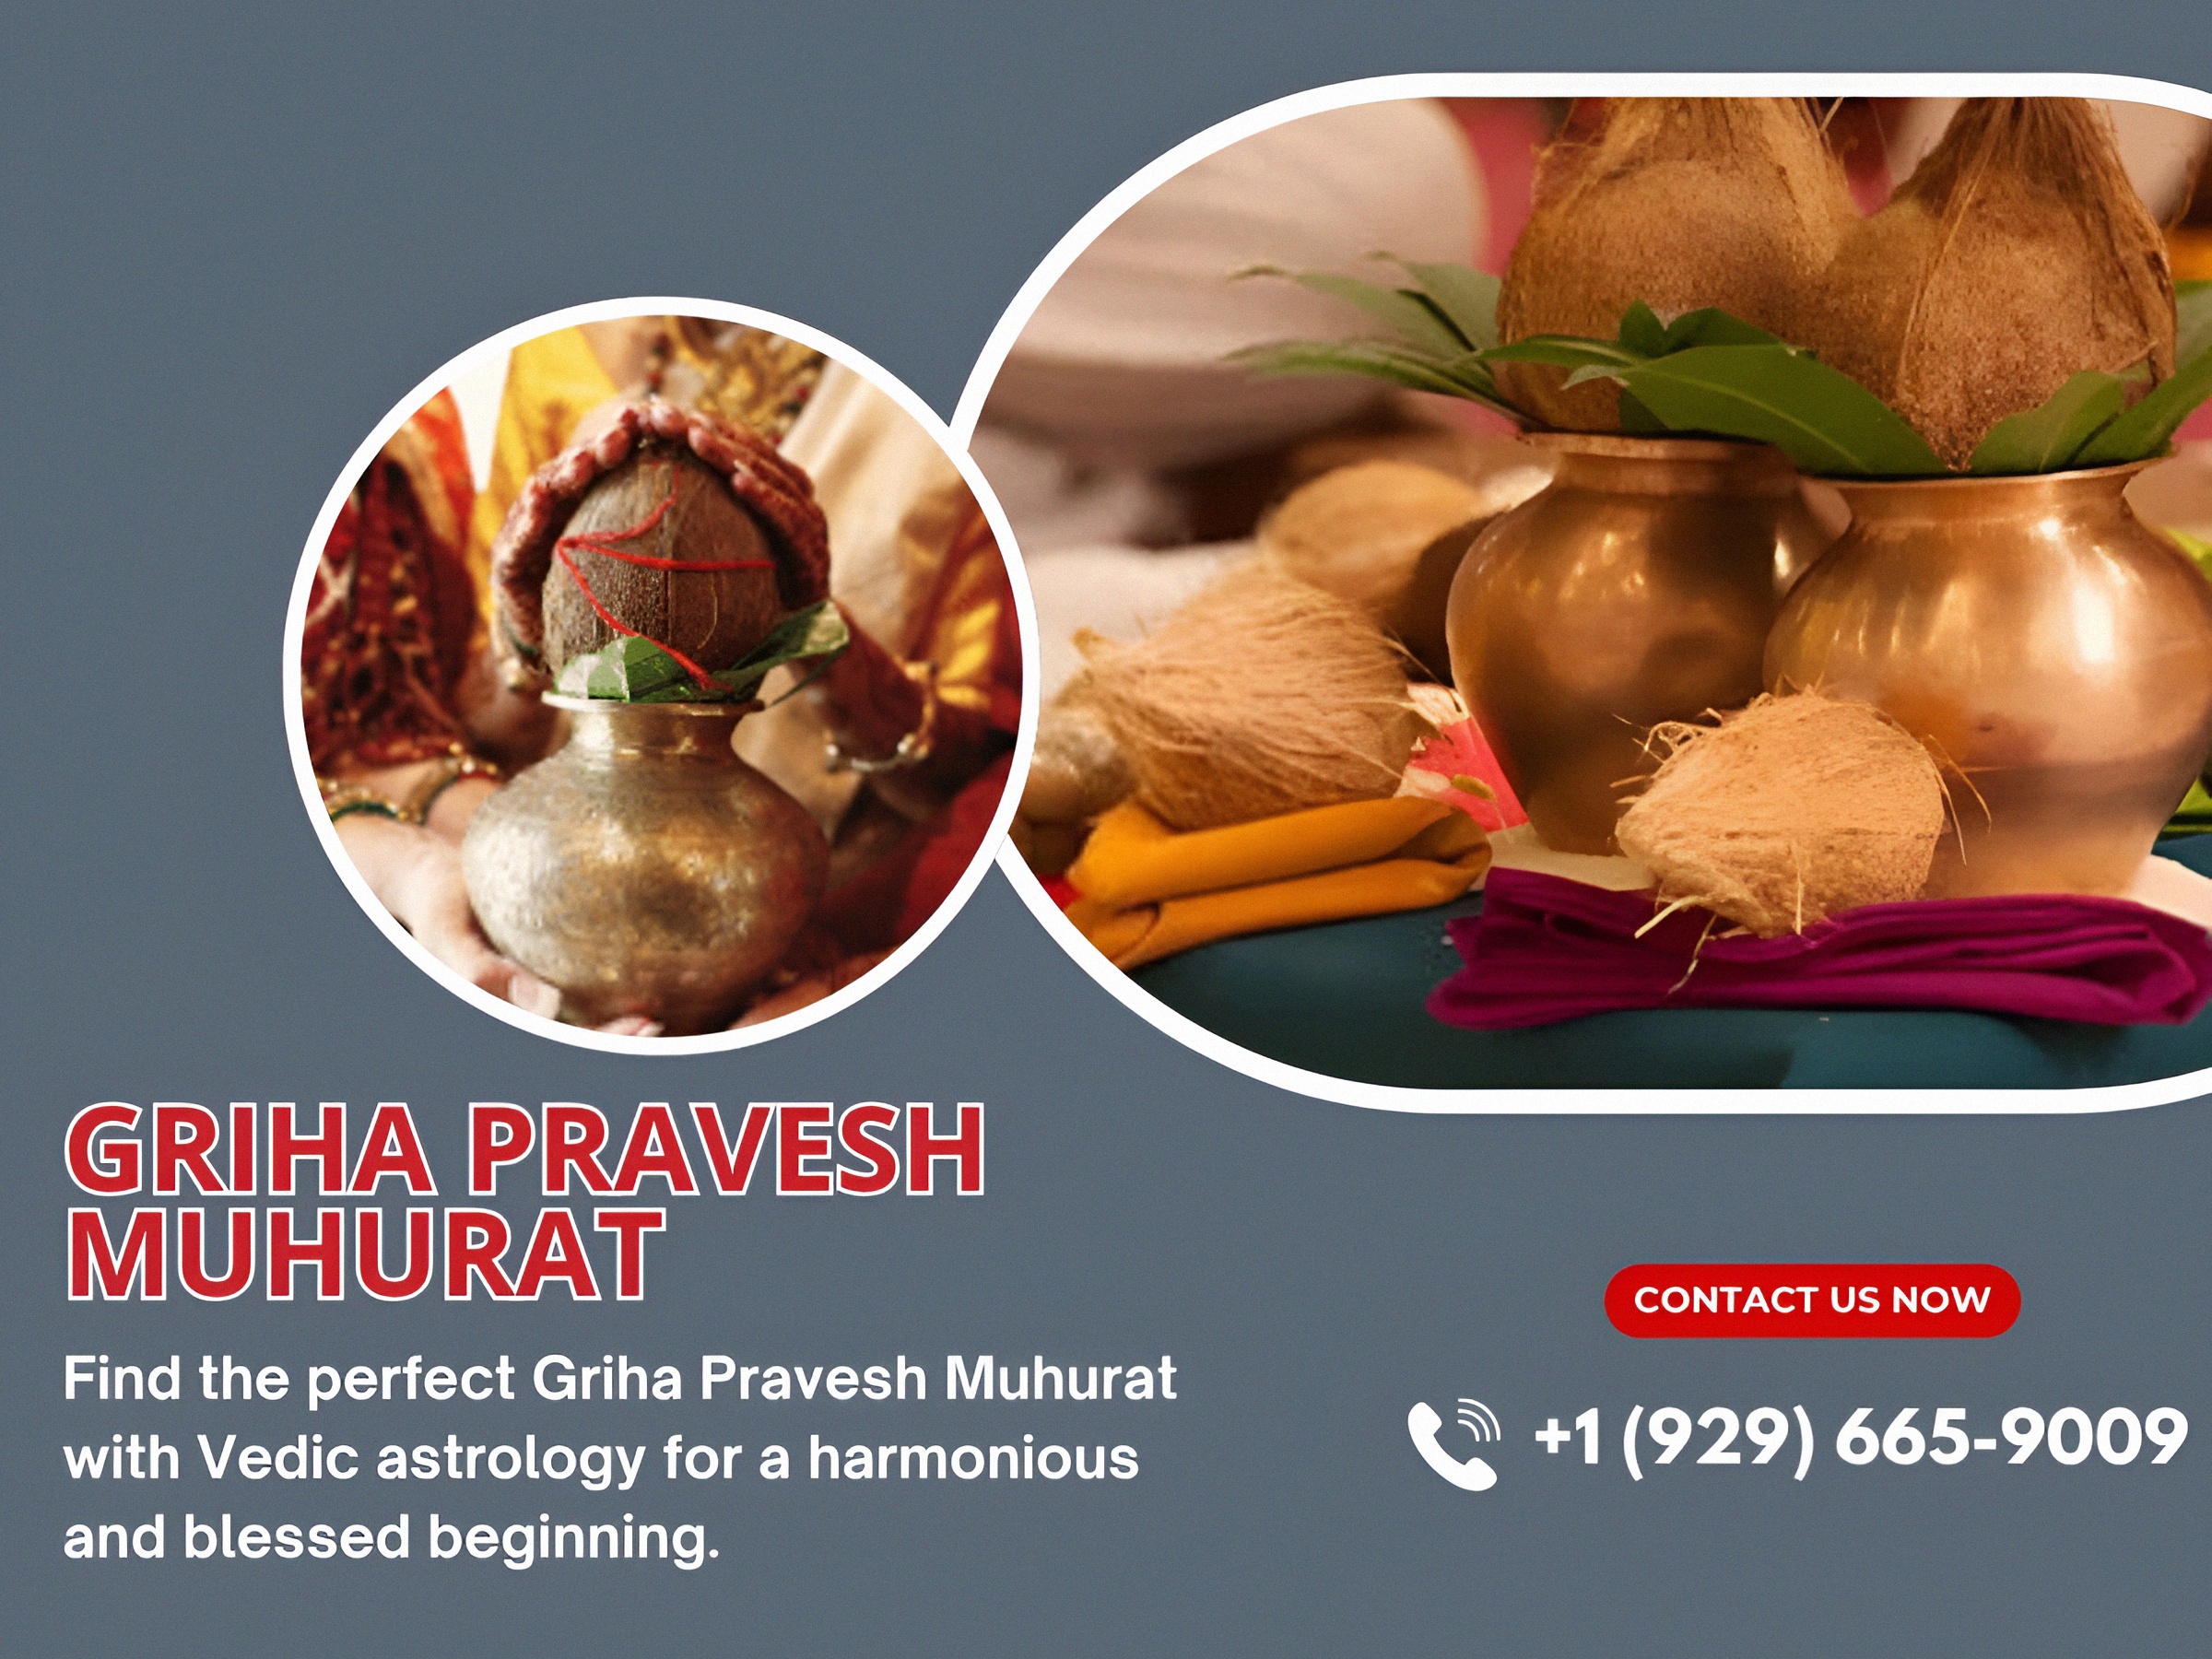 GRIHA PRAVESH
MUHURAT
Find the perfect Griha Pravesh Muhurat
with Vedic astrology for a harmonious
and blessed beginning.
CONTACT US NOW
+1 (929) 665-9009